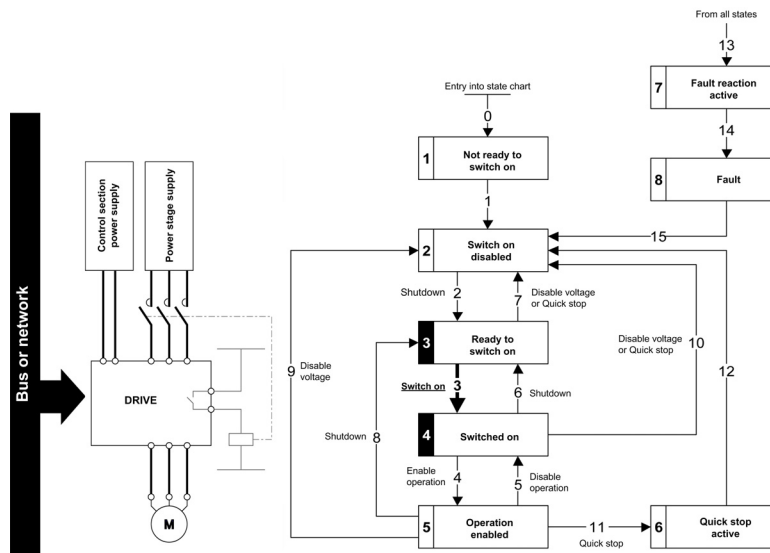 Bus or network
Control section
power supply
Power stage supply
DRIVE
M
Entry into state chart
0
1
Not ready to
switch on
1
2
Switch on
disabled
Shutdown
2
7
Disable voltage
or Quick stop
3
Ready to
switch on
Switch on
3
6
Shutdown
4
Switched on
Enable
operation
4
5
Disable
operation
5
Operation
enabled
9
Disable
voltage
Shutdown
8
11
Quick stop
6
Quick stop
active
Disable voltage
or Quick stop
10
12
From all states
13
7
Fault reaction
active
14
8
Fault
15